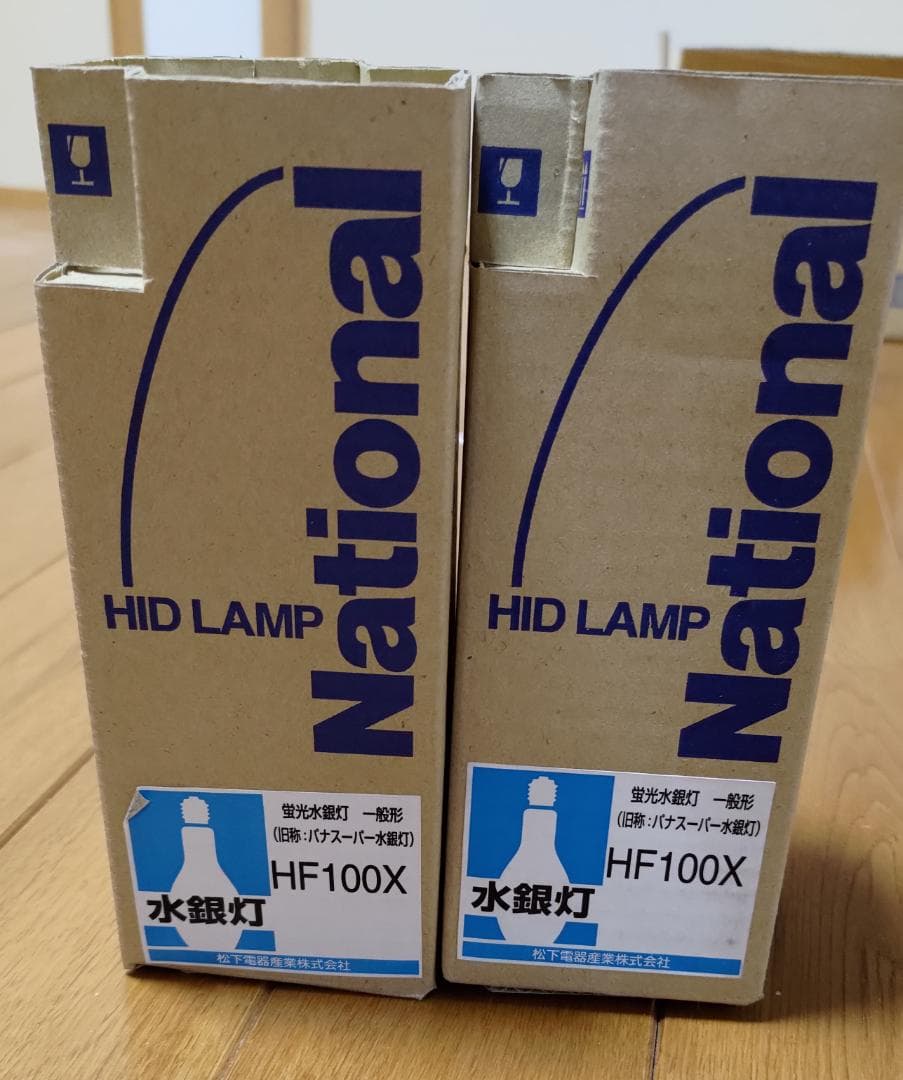 National
HID LAMP
蛍光水銀灯 一般形
(旧称:パナスーパー水銀灯)
HF100X
水銀灯
松下電器産業株式会社
National
HID LAMP
蛍光水銀灯 一般形
(旧称:パナスーパー水銀灯)
HF100X
水銀灯
松下電器産業株式会社